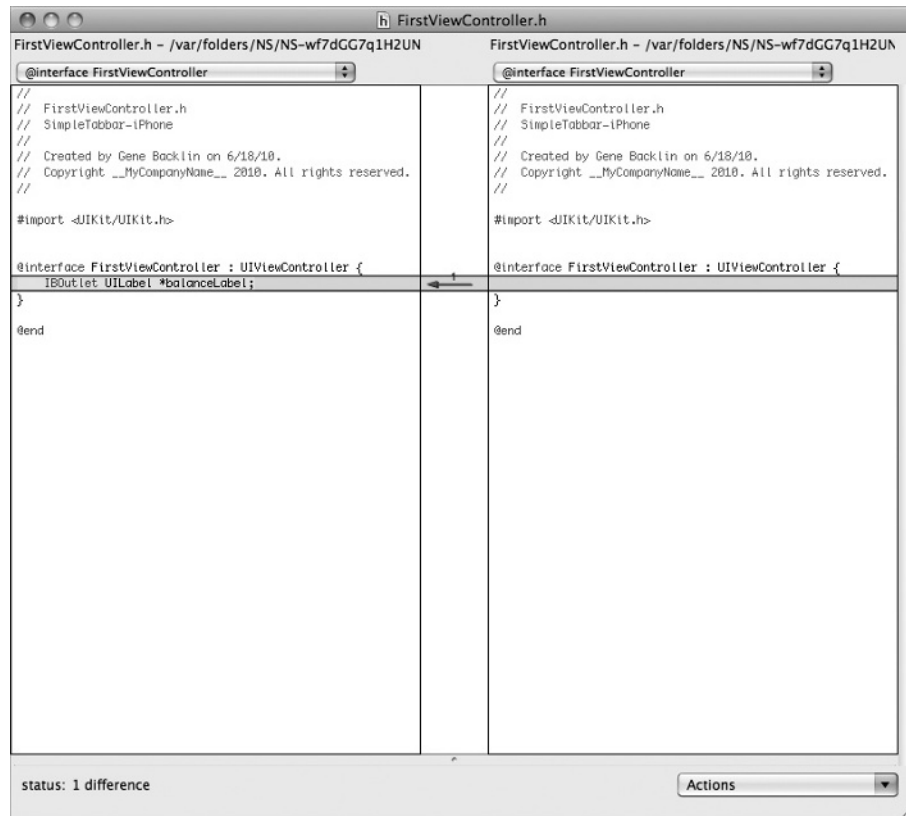 h FirstViewController.h
FirstViewController.h – /var/folders/NS/NS-wf7dGG7q1H2UN
@interface FirstViewController
//
//  FirstViewController.h
//  SimpleTabbar-iPhone
//
//  Created by Gene Backlin on 6/18/10.
//  Copyright __MyCompanyName__ 2010. All rights reserved.
//
#import <UIKit/UIKit.h>
@interface FirstViewController : UIViewController {
IBOutlet UILabel *balanceLabel;
}
@end
1
FirstViewController.h – /var/folders/NS/NS-wf7dGG7q1H2UN
@interface FirstViewController
//
//  FirstViewController.h
//  SimpleTabbar-iPhone
//
//  Created by Gene Backlin on 6/18/10.
//  Copyright __MyCompanyName__ 2010. All rights reserved.
//
#import <UIKit/UIKit.h>
@interface FirstViewController : UIViewController {
}
@end
status: 1 difference
Actions